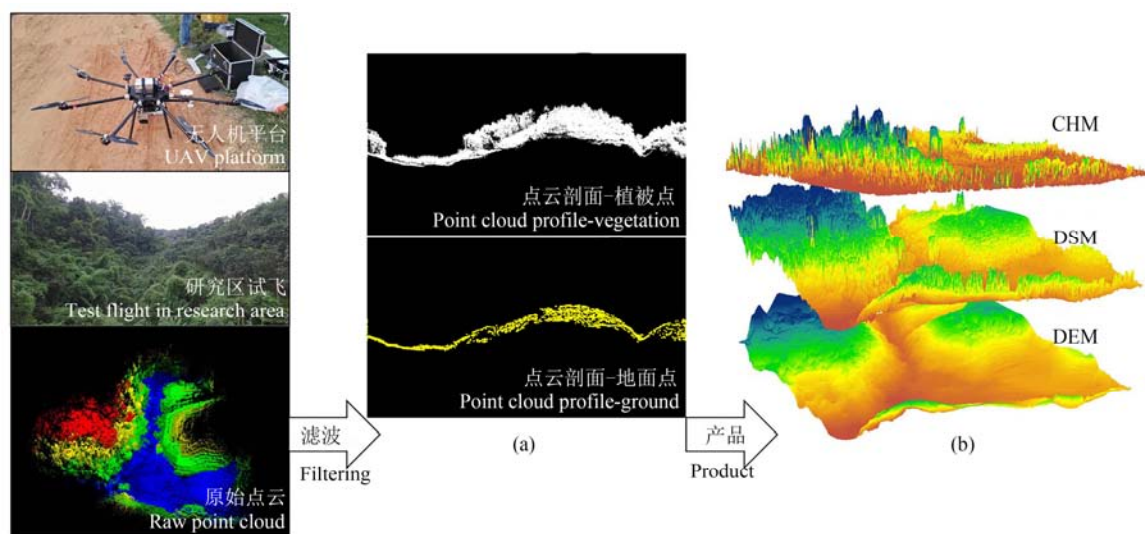 无人机平台
UAV platform
研究区试飞
Test flight in research area
原始点云
Raw point cloud
滤波
Filtering
点云剖面-植被点
Point cloud profile-vegetation
点云剖面-地面点
Point cloud profile-ground
(a)
产品
Product
CHM
DSM
DEM
(b)